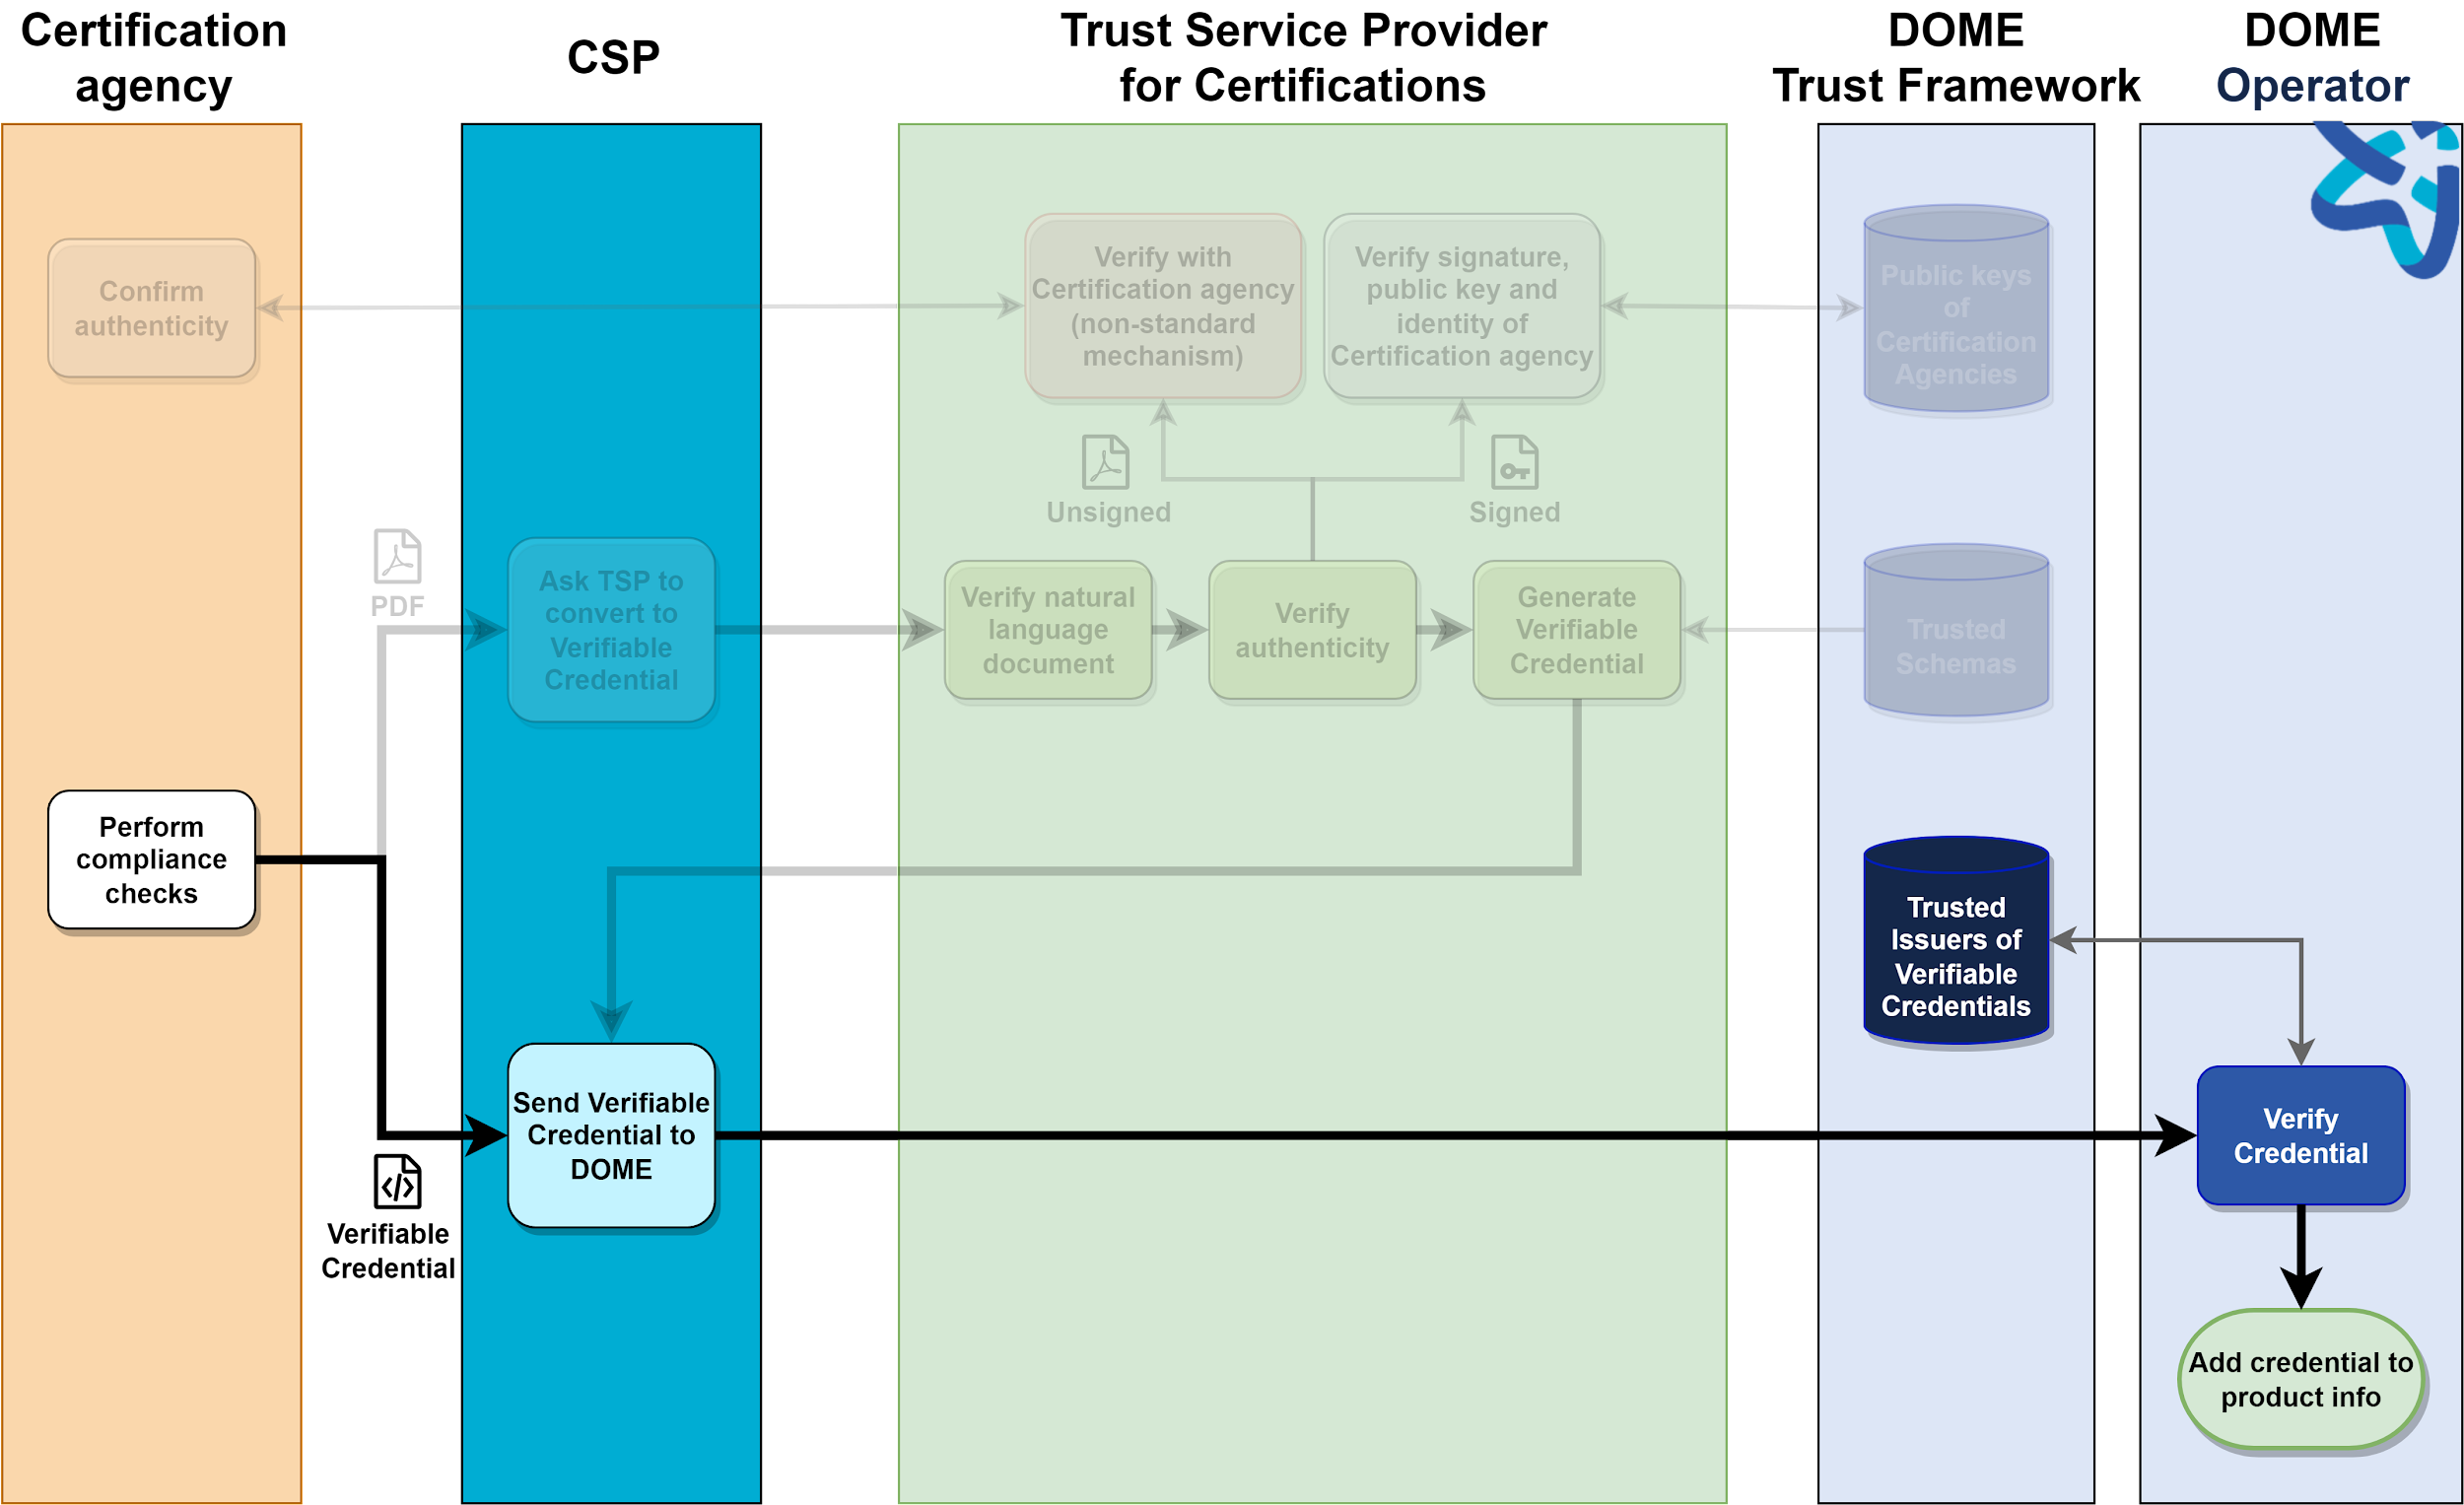 Certification
agency
CSP
Trust Service Provider
for Certifications
DOME
Trust Framework
DOME
Operator
Confirm
authenticity
Verify with
Certification agency
(non-standard
mechanism)
Verify signature,
public key and
identity of
Certification agency
Public keys
of
Certification
Agencies
Unsigned
Signed
PDF
Ask TSP to
convert to
Verifiable
Credential
Verify natural
language
document
Verify
authenticity
Generate
Verifiable
Credential
Trusted
Schemas
Perform
compliance
checks
Trusted
Issuers of
Verifiable
Credentials
Send Verifiable
Credential to
DOME
Verify
Credential
Verifiable
Credential
Add credential to
product info